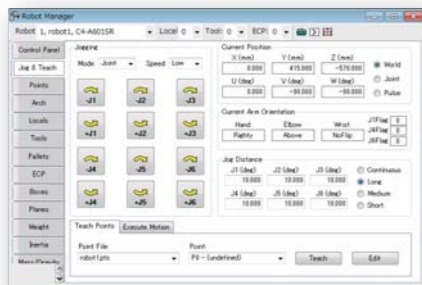 Robot Manager
Robot: 1, robot1, C4-A601SR Local: 0 Tool: 0 ECP: 0
Control Panel
Jog & Teach
Points
Arch
Locals
Tools
Pallets
ECP
Boxes
Planes
Weight
Inertia
Mass/Gravity
Jogging
Mode: Joint Speed: Low
-J1 -J2 -J3
+J1 +J2 +J3
-J4 -J5 -J6
+J4 +J5 +J6
Current Position
X (mm) Y (mm) Z (mm)
0.000 415.000 -570.000
U (deg) V (deg) W (deg)
0.000 -90.000 -90.000
World
Joint
Pulse
Current Arm Orientation
Hand Elbow Wrist
Righty Above NoFlip
J1Flag 0
J4Flag 0
J6Flag 0
Jog Distance
J1 (deg) J2 (deg) J3 (deg)
10.000 10.000 10.000
J4 (deg) J5 (deg) J6 (deg)
10.000 10.000 10.000
Continuous
Long
Medium
Short
Teach Points Execute Motion
Point File: Point:
robot1.pts P0 - (undefined)
Teach Edit